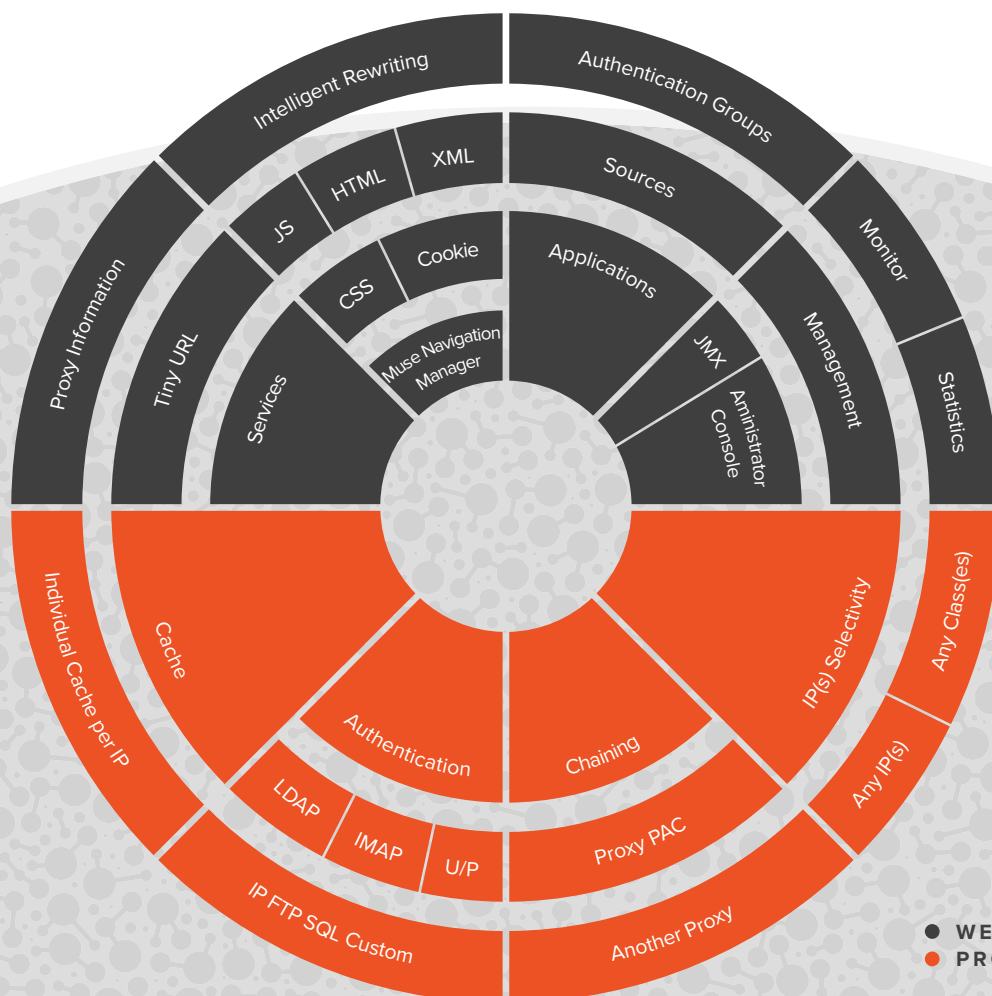 Intelligent Rewriting
Authentication Groups
Proxy Information
Monitor
Statistics
JS
HTML
XML
Sources
Tiny URL
Management
CSS
Cookie
Applications
Services
Muse Navigation
Manager
JMX
Aministrator
Console
Cache
Authentication
Chaining
IP(s) Selectivity
Individual Cache per IP
LDAP
IMAP
U/P
Proxy PAC
Any Class(es)
Any IP(s)
IP FTP SQL Custom
Another Proxy
WE
PR